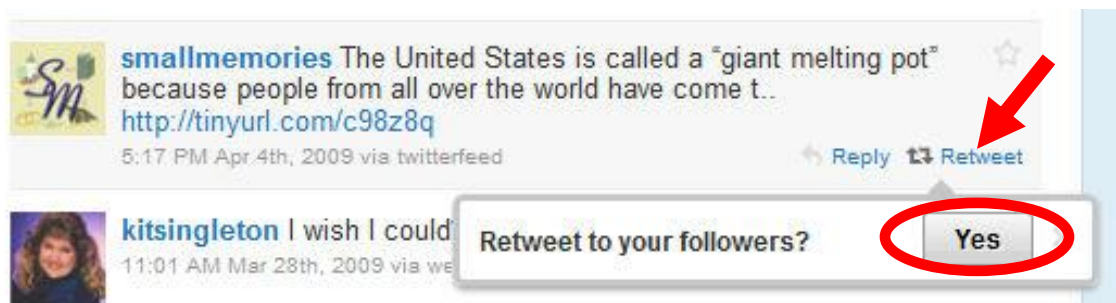 smallmemories The United States is called a “giant melting pot”
because people from all over the world have come t..
http://tinyurl.com/c98z8q
5:17 PM Apr 4th, 2009 via twitterfeed Reply Retweet
SM
kitsingleton I wish I could
11:01 AM Mar 28th, 2009 via we
Retweet to your followers? Yes